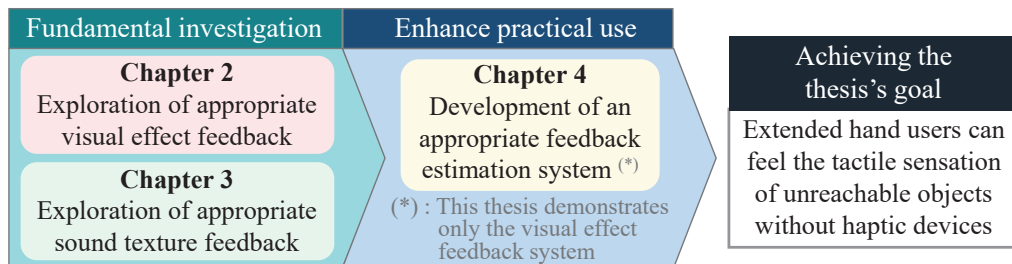 Fundamental investigation
Chapter 2
Exploration of appropriate
visual effect feedback
Chapter 3
Exploration of appropriate
sound texture feedback
Enhance practical use
Chapter 4
Development of an
appropriate feedback
estimation system (*)
(*) : This thesis demonstrates
only the visual effect
feedback system
Achieving the
thesis’s goal
Extended hand users can
feel the tactile sensation
of unreachable objects
without haptic devices